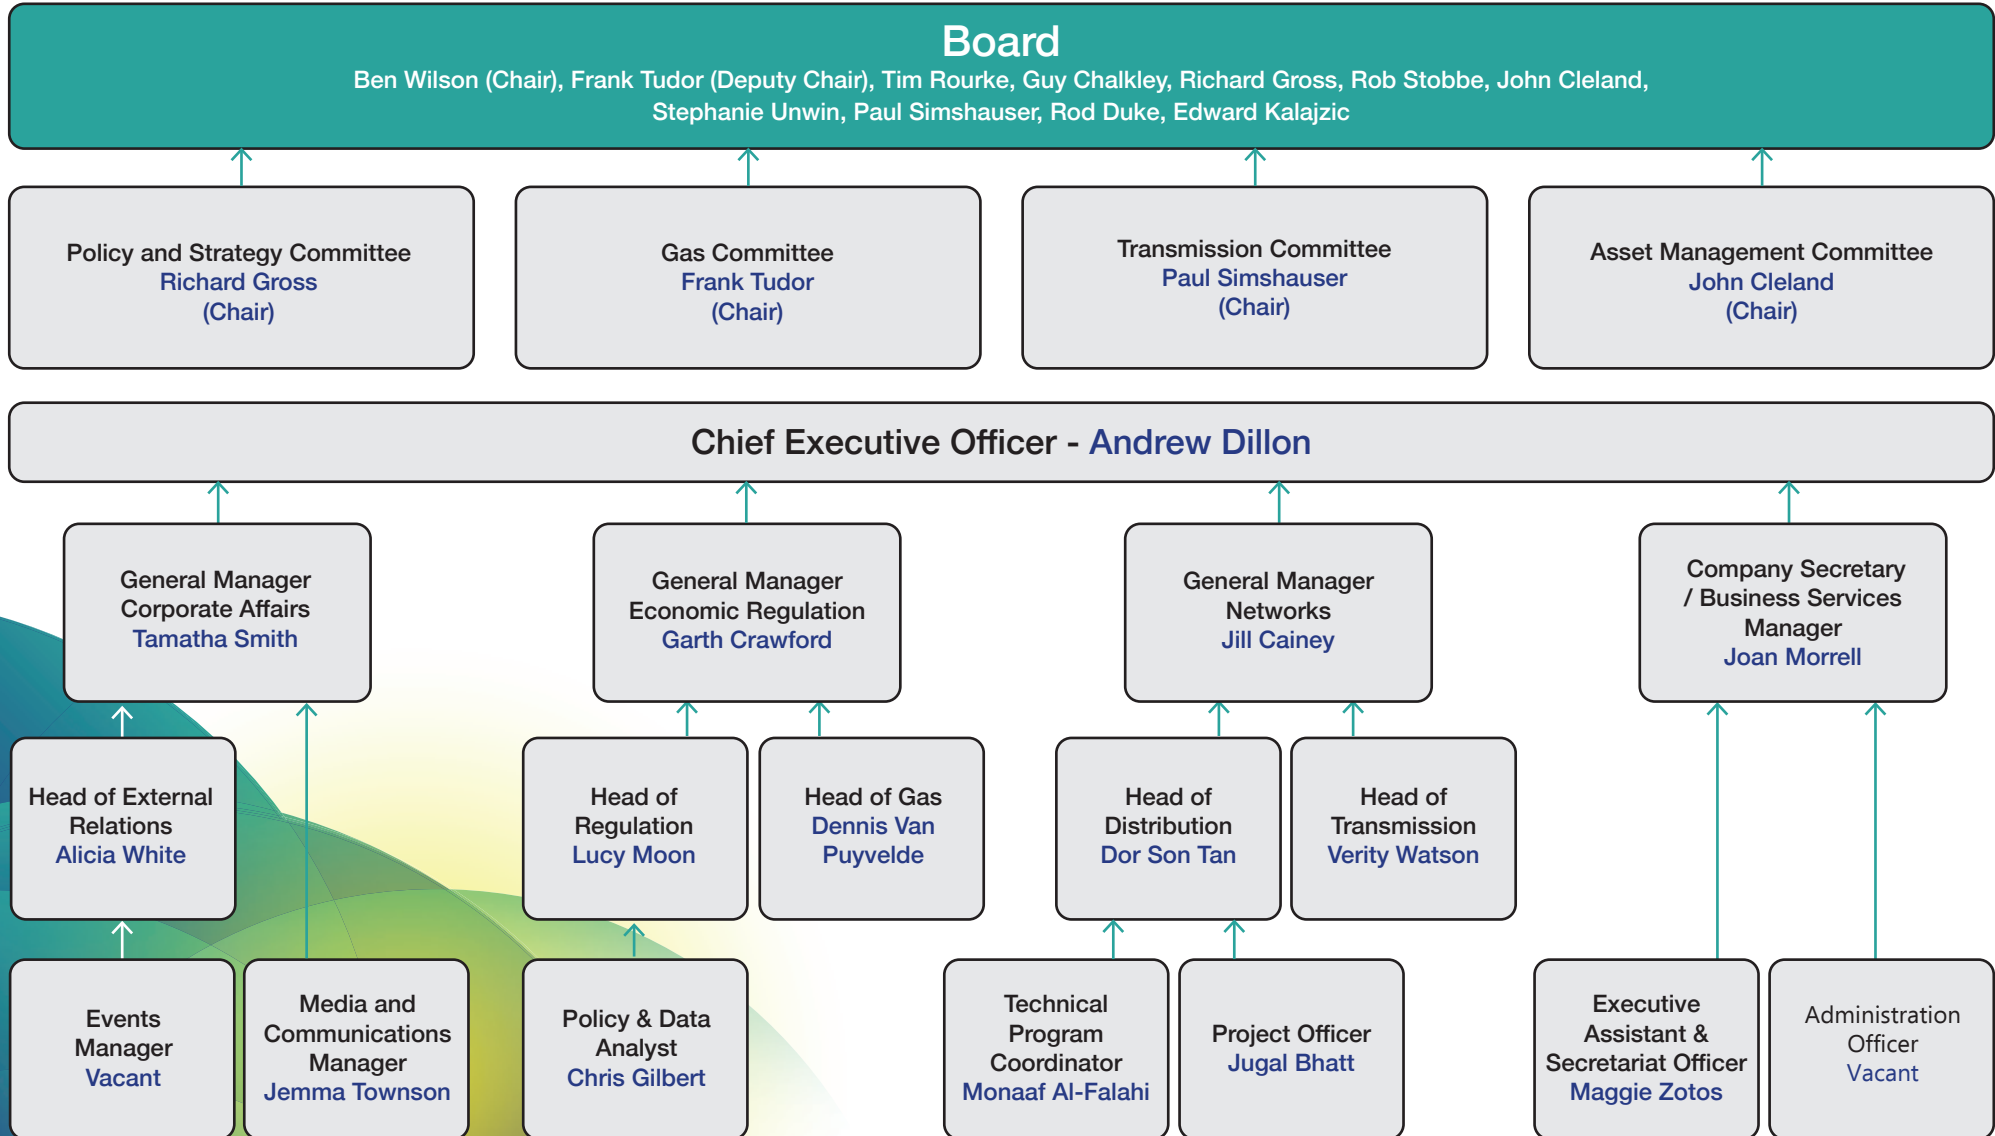 Board
Ben Wilson (Chair), Frank Tudor (Deputy Chair), Tim Rourke, Guy Chalkley, Richard Gross, Rob Stobbe, John Cleland,
Stephanie Unwin, Paul Simshauser, Rod Duke, Edward Kalajzic
Policy and Strategy Committee
Richard Gross
(Chair)
Gas Committee
Frank Tudor
(Chair)
Transmission Committee
Paul Simshauser
(Chair)
Asset Management Committee
John Cleland
(Chair)
Chief Executive Officer - Andrew Dillon
General Manager
Corporate Affairs
Tamatha Smith
General Manager
Economic Regulation
Garth Crawford
General Manager
Networks
Jill Cainey
Company Secretary
/ Business Services
Manager
Joan Morrell
Head of External
Relations
Alicia White
Head of
Regulation
Lucy Moon
Head of Gas
Dennis Van
Puyvelde
Head of
Distribution
Dor Son Tan
Head of
Transmission
Verity Watson
Events
Manager
Vacant
Media and
Communications
Manager
Jemma Townson
Policy & Data
Analyst
Chris Gilbert
Technical
Program
Coordinator
Monaaf Al-Falahi
Project Officer
Jugal Bhatt
Executive
Assistant &
Secretariat Officer
Maggie Zotos
Administration
Officer
Vacant